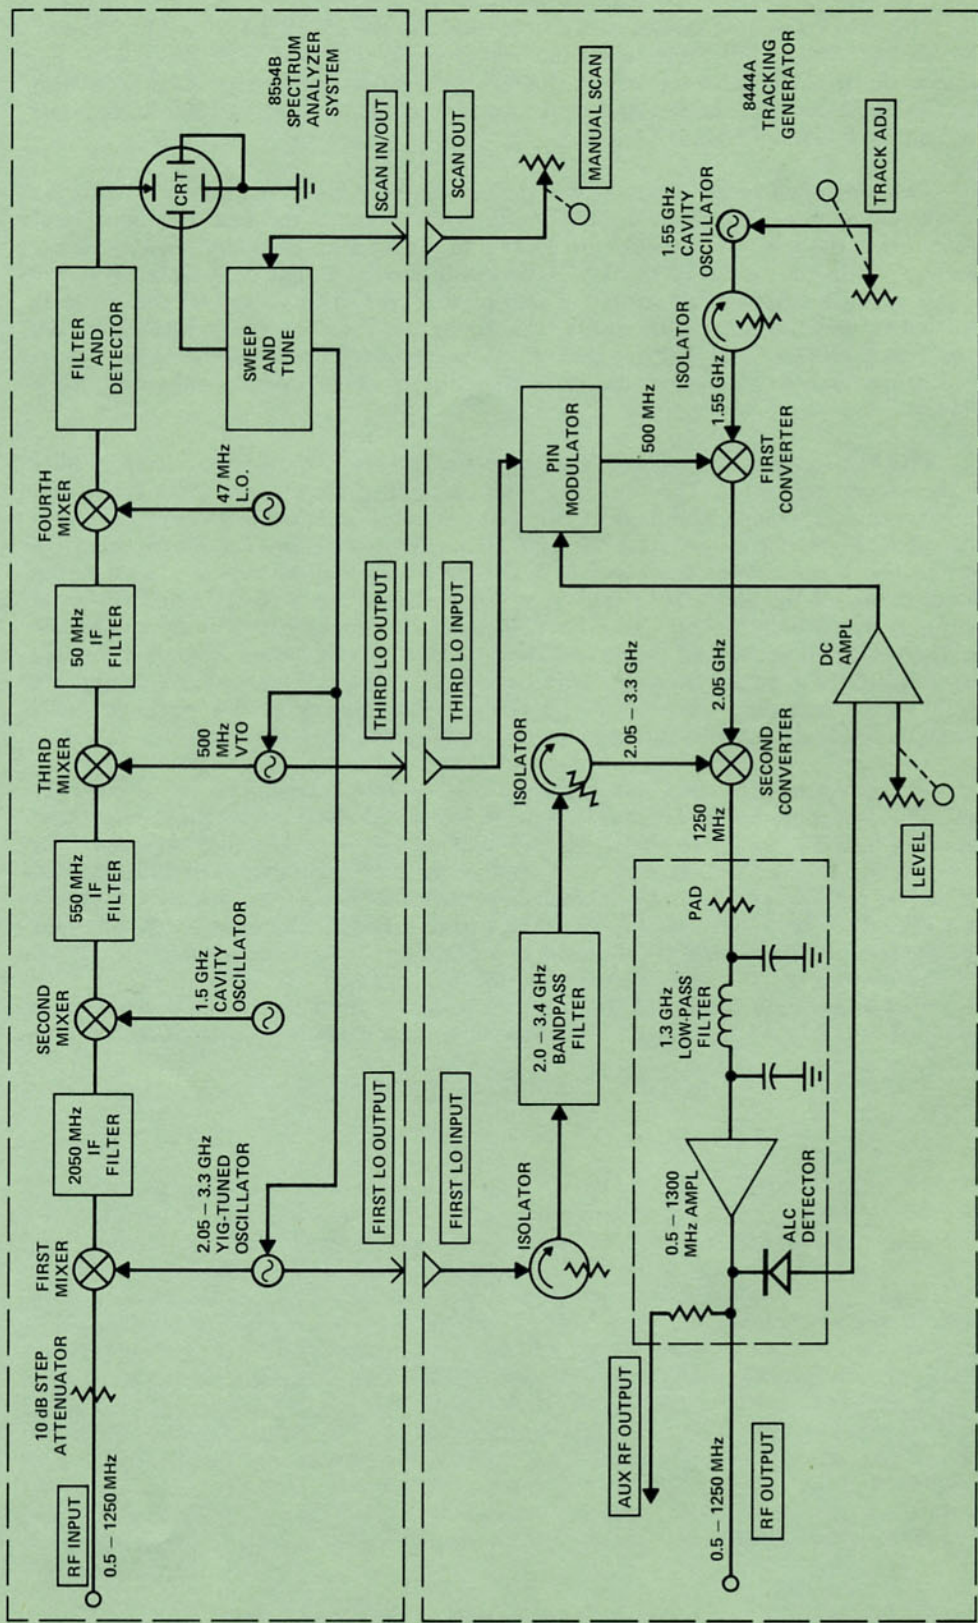 RF INPUT
0.5 – 1250 MHz
10 dB STEP
ATTENUATOR
FIRST
MIXER
2050 MHz
IF
FILTER
2.05 – 3.3 GHz
YIG-TUNED
OSCILLATOR
SECOND
MIXER
1.5 GHz
CAVITY
OSCILLATOR
550 MHz
IF
FILTER
THIRD
MIXER
500
MHz
VTO
50 MHz
IF
FILTER
FOURTH
MIXER
47 MHz
L.O.
FILTER
AND
DETECTOR
SWEEP
AND
TUNE
CRT
8554B
SPECTRUM
ANALYZER
SYSTEM
FIRST LO OUTPUT
THIRD LO OUTPUT
SCAN IN/OUT
FIRST LO INPUT
THIRD LO INPUT
SCAN OUT
MANUAL SCAN
8444A
TRACKING
GENERATOR
ISOLATOR
2.0 – 3.4 GHz
BANDPASS
FILTER
ISOLATOR
2.05 – 3.3 GHz
PIN
MODULATOR
500 MHz
1.55 GHz
ISOLATOR
1.55 GHz
CAVITY
OSCILLATOR
TRACK ADJ
FIRST
CONVERTER
2.05 GHz
SECOND
CONVERTER
1250
MHz
PAD
1.3 GHz
LOW-PASS
FILTER
0.5 – 1300
MHz AMPL
ALC
DETECTOR
DC
AMPL
LEVEL
AUX RF OUTPUT
0.5 – 1250 MHz
RF OUTPUT